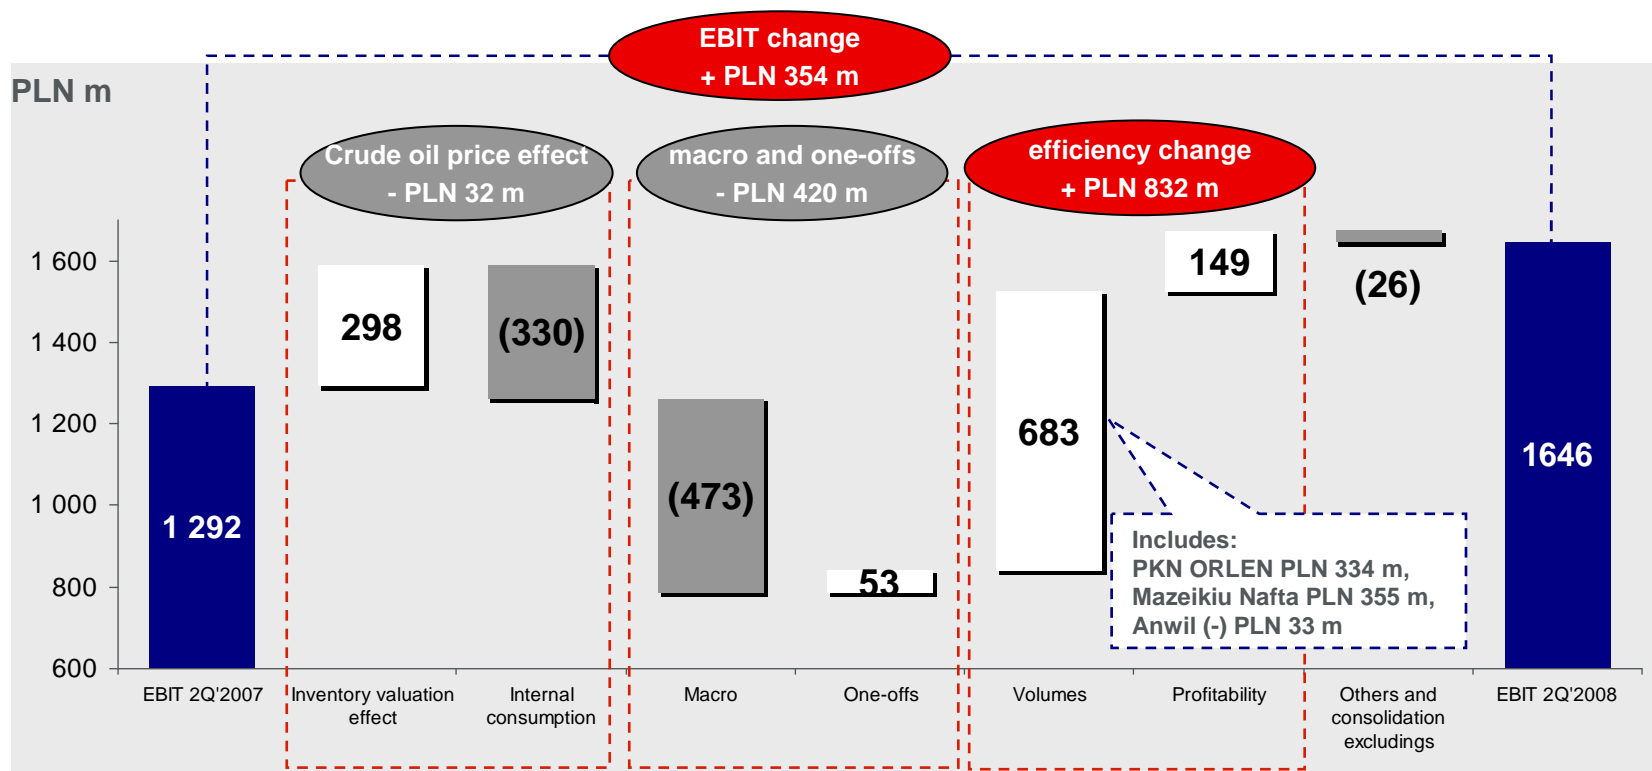 EBIT change
+ PLN 354 m
PLN m
Crude oil price effect
- PLN 32 m
macro and one-offs
- PLN 420 m
efficiency change
+ PLN 832 m
1 600
1 400
1 200
1 000
800
600
1 292
298
(330)
(473)
53
683
149
(26)
1646
Includes:
PKN ORLEN PLN 334 m,
Mazeikiu Nafta PLN 355 m,
Anwil (-) PLN 33 m
EBIT 2Q'2007
Inventory valuation
effect
Internal
consumption
Macro
One-offs
Volumes
Profitability
Others and
consolidation
excludings
EBIT 2Q'2008